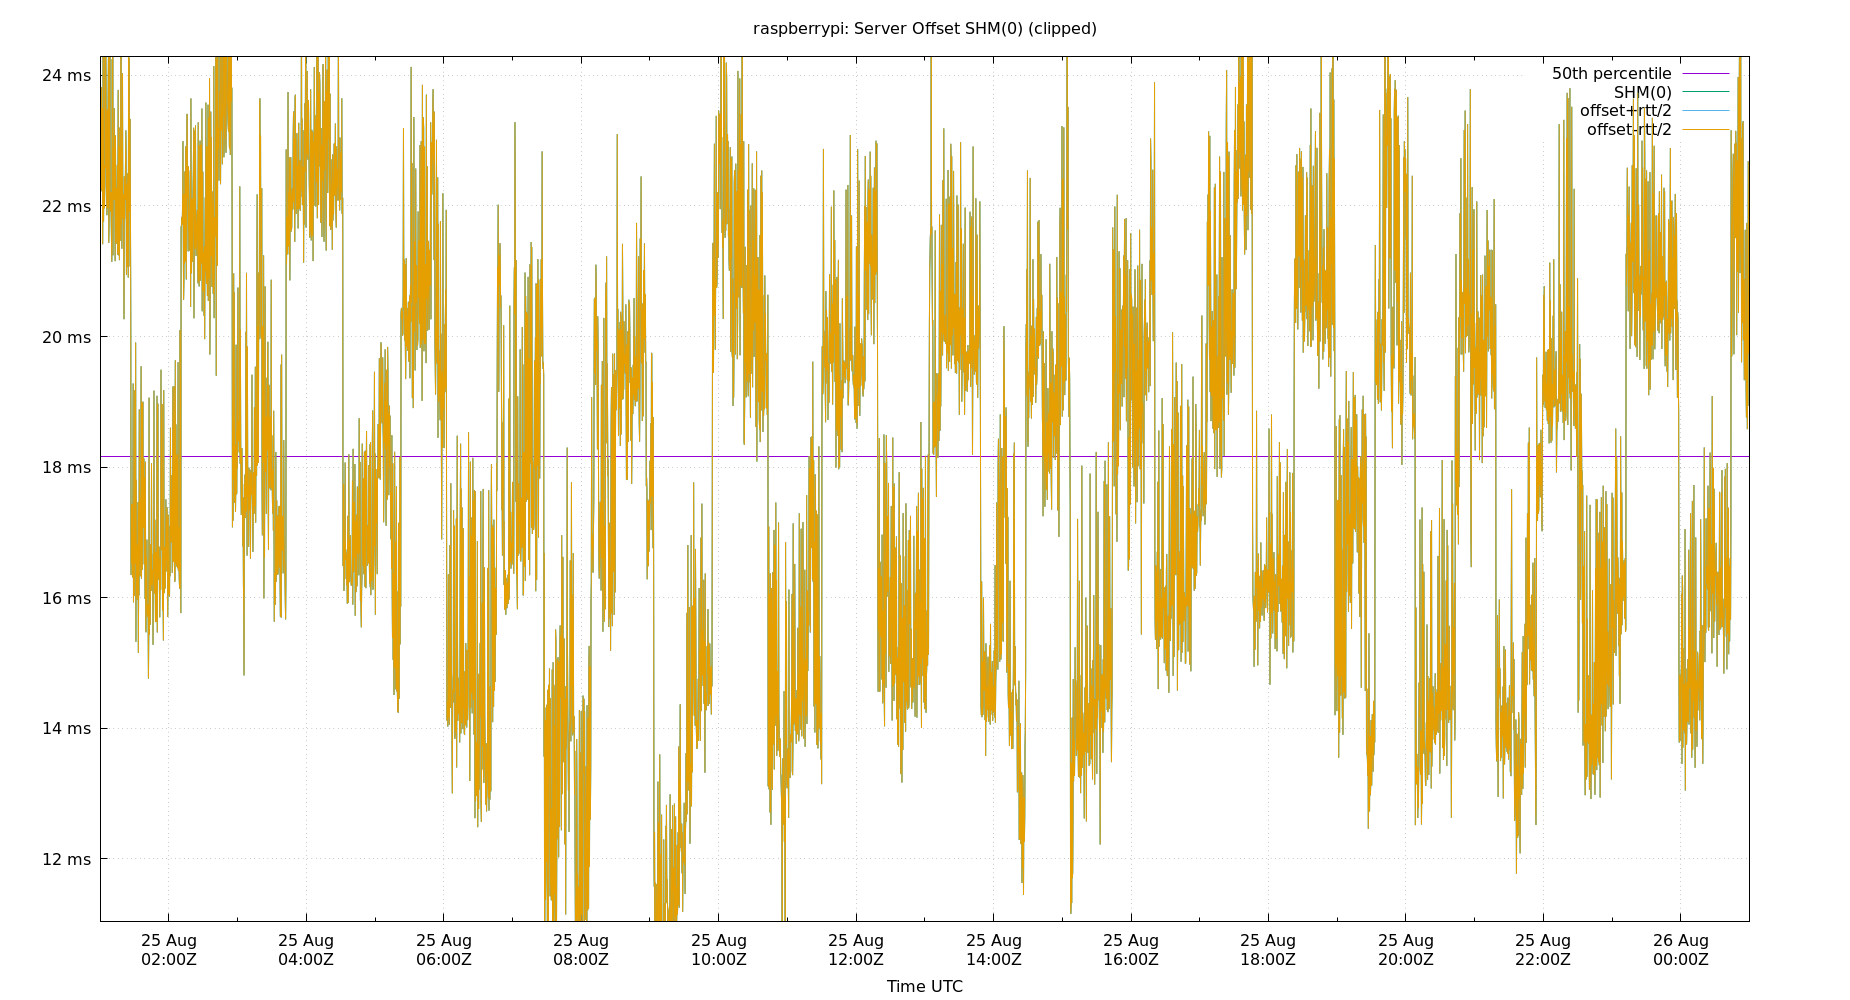 raspberrypi: Server Offset SHM(0) (clipped)
24 ms
22 ms
20 ms
18 ms
16 ms
14 ms
12 ms
50th percentile
SHM(0)
offset+rtt/2
offset-rtt/2
25 Aug 25 Aug 25 Aug 25 Aug 25 Aug 25 Aug 25 Aug 25 Aug 25 Aug 25 Aug 25 Aug 26 Aug
02:00Z 04:00Z 06:00Z 08:00Z 10:00Z 12:00Z 14:00Z 16:00Z 18:00Z 20:00Z 22:00Z 00:00Z
Time UTC